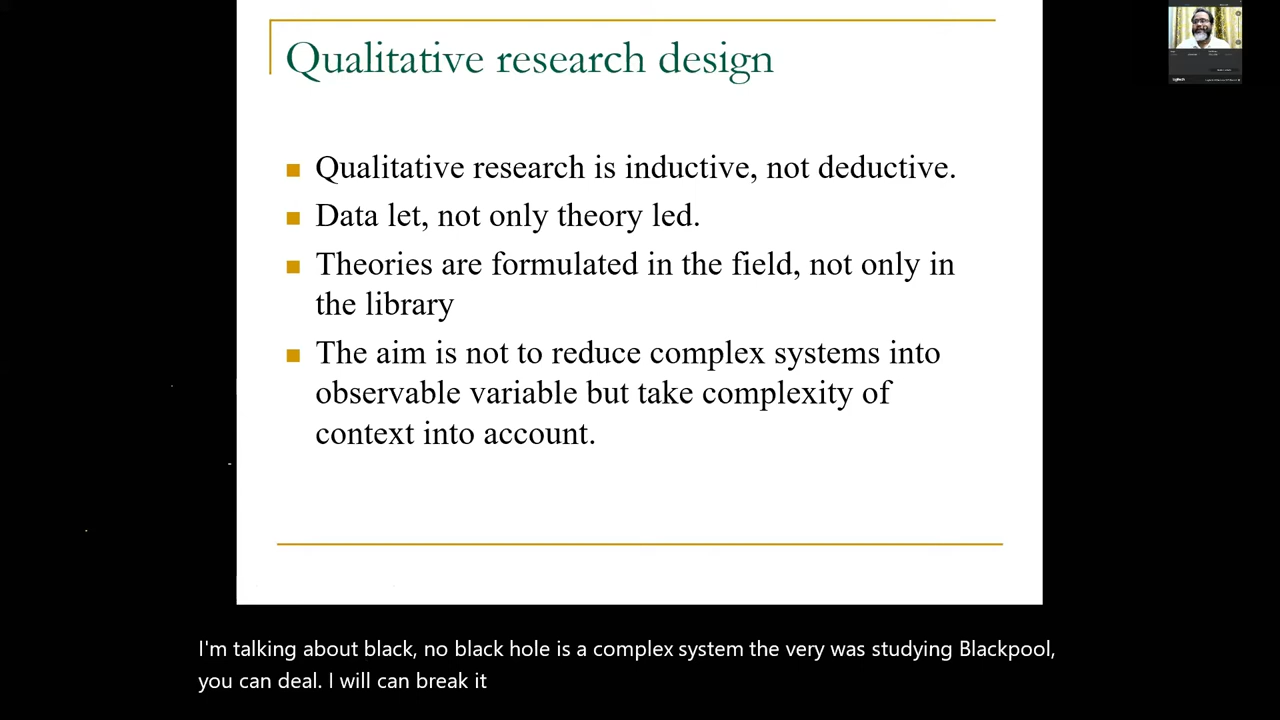 Qualitative research design
Qualitative research is inductive, not deductive.
Data let, not only theory led.
Theories are formulated in the field, not only in
the library
The aim is not to reduce complex systems into
observable variable but take complexity of
context into account.
I'm talking about black, no black hole is a complex system the very was studying Blackpool,
you can deal. I will can break it